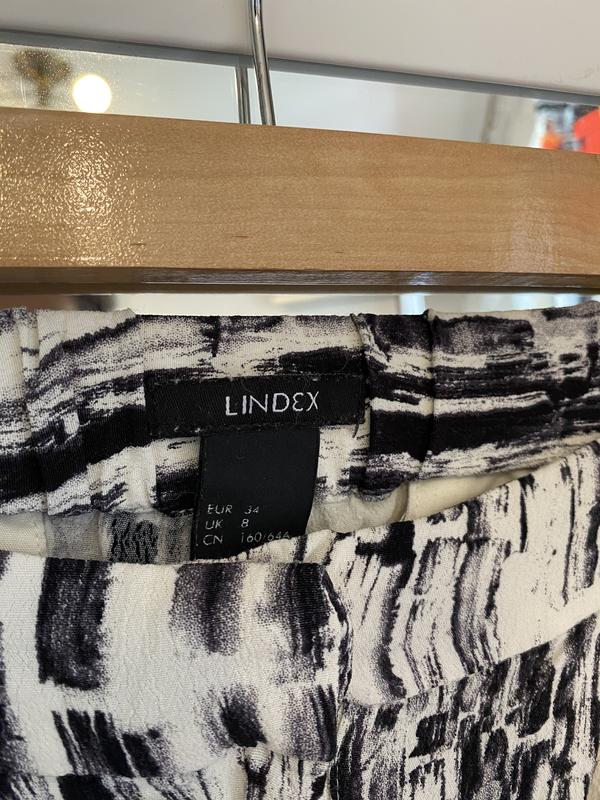 LINDEX
EUR 34
UK 8
CN 160/64A